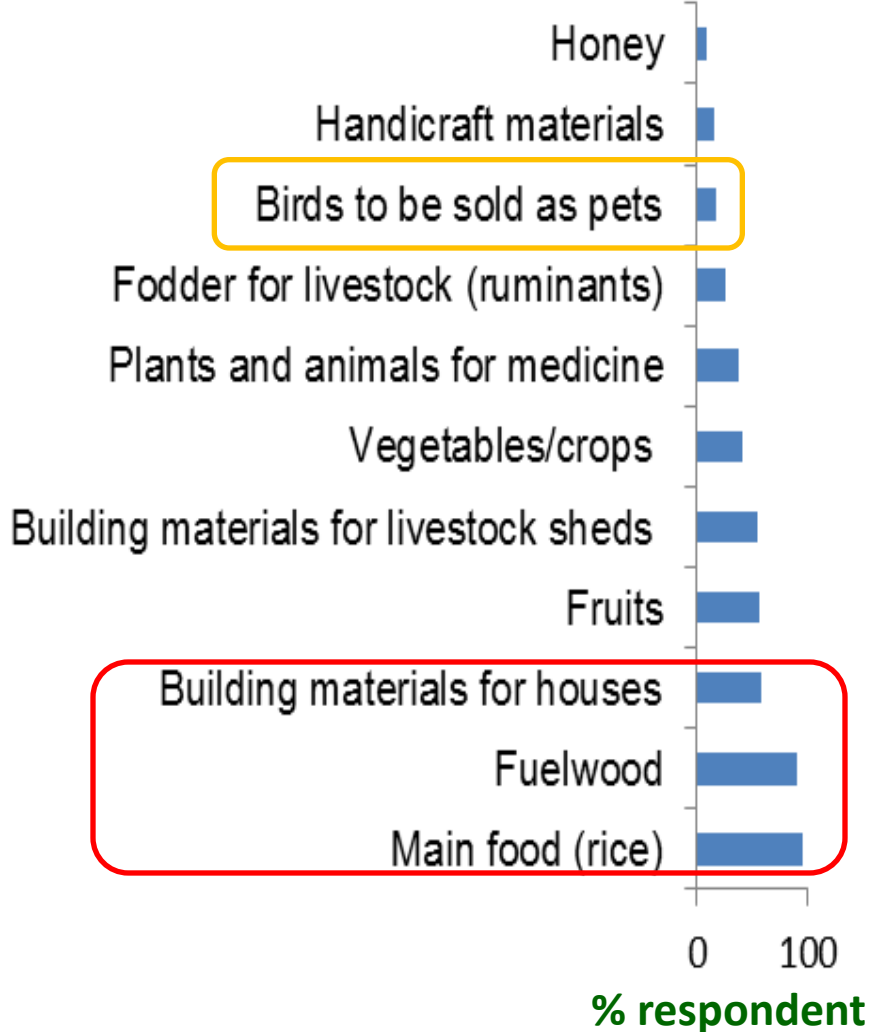 Honey
Handicraft materials
Birds to be sold as pets
Fodder for livestock (ruminants)
Plants and animals for medicine
Vegetables/crops
Building materials for livestock sheds
Fruits
Building materials for houses
Fuelwood
Main food (rice)
0 100
% respondent